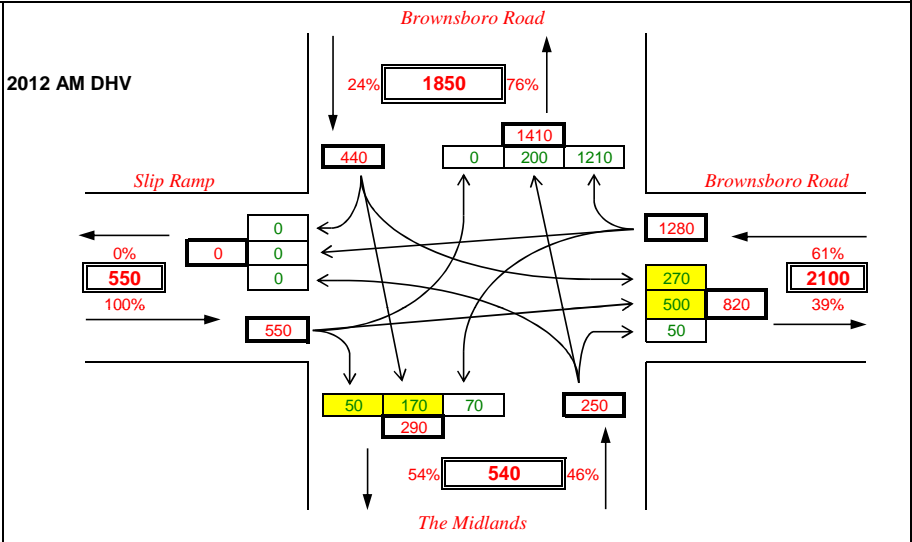 Brownsboro Road
2012 AM DHV
24% 1850 76%
1410
440 0 200 1210
Slip Ramp Brownsboro Road
0 1280
0% 0 0 61%
550 0 270 2100
100% 500 820 39%
550 50
50 170 70 250
290
54% 540 46%
The Midlands